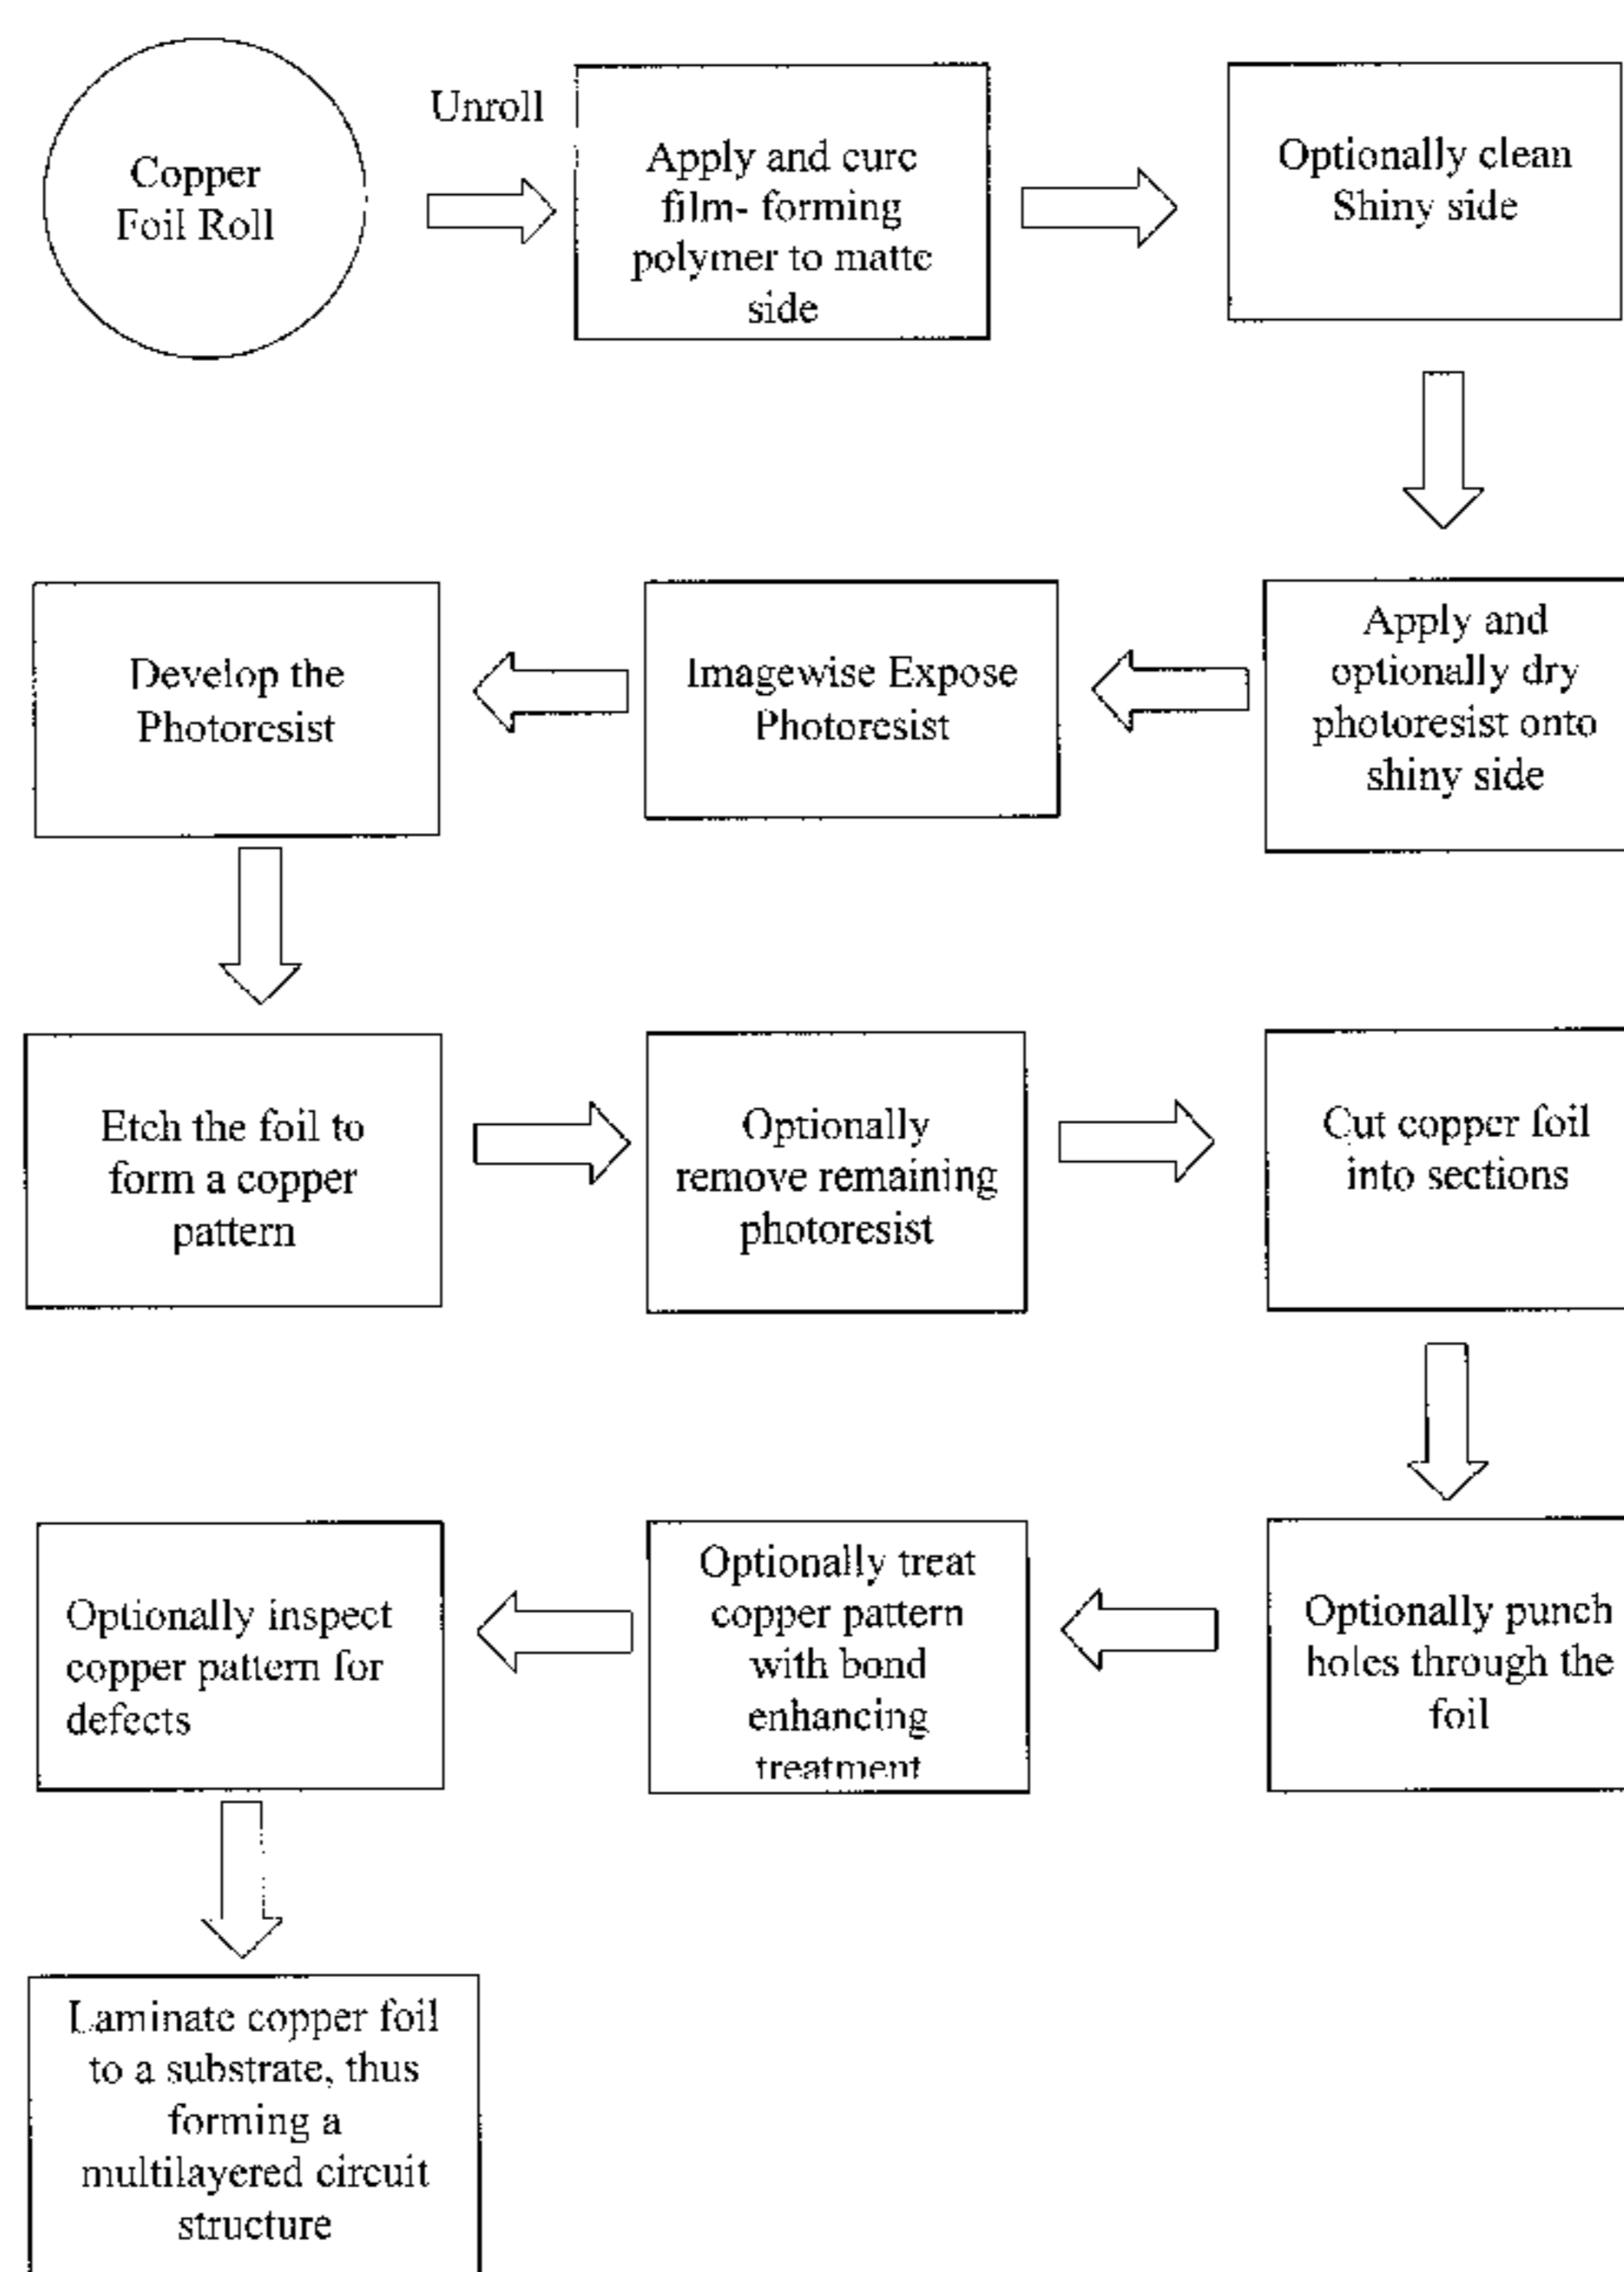 Copper
Foil Roll
Unroll
Apply and cure
film- forming
polymer to matte
side
Optionally clean
Shiny side
Apply and
optionally dry
photoresist onto
shiny side
Imagewise Expose
Photoresist
Develop the
Photoresist
Etch the foil to
form a copper
pattern
Optionally
remove remaining
photoresist
Cut copper foil
into sections
Optionally punch
holes through the
foil
Optionally treat
copper pattern
with bond
enhancing
treatment
Optionally inspect
copper pattern for
defects
Laminate copper foil
to a substrate, thus
forming a
multilayered circuit
structure